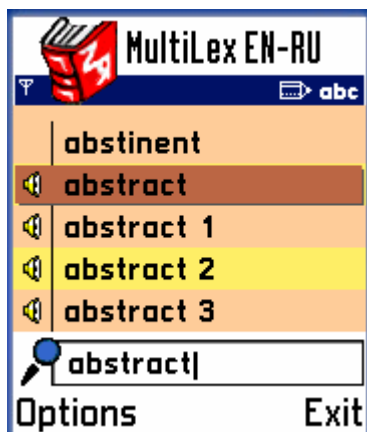 MultiLex EN-RU
abc
abstinent
abstract
abstract 1
abstract 2
abstract 3
abstract
Options Exit